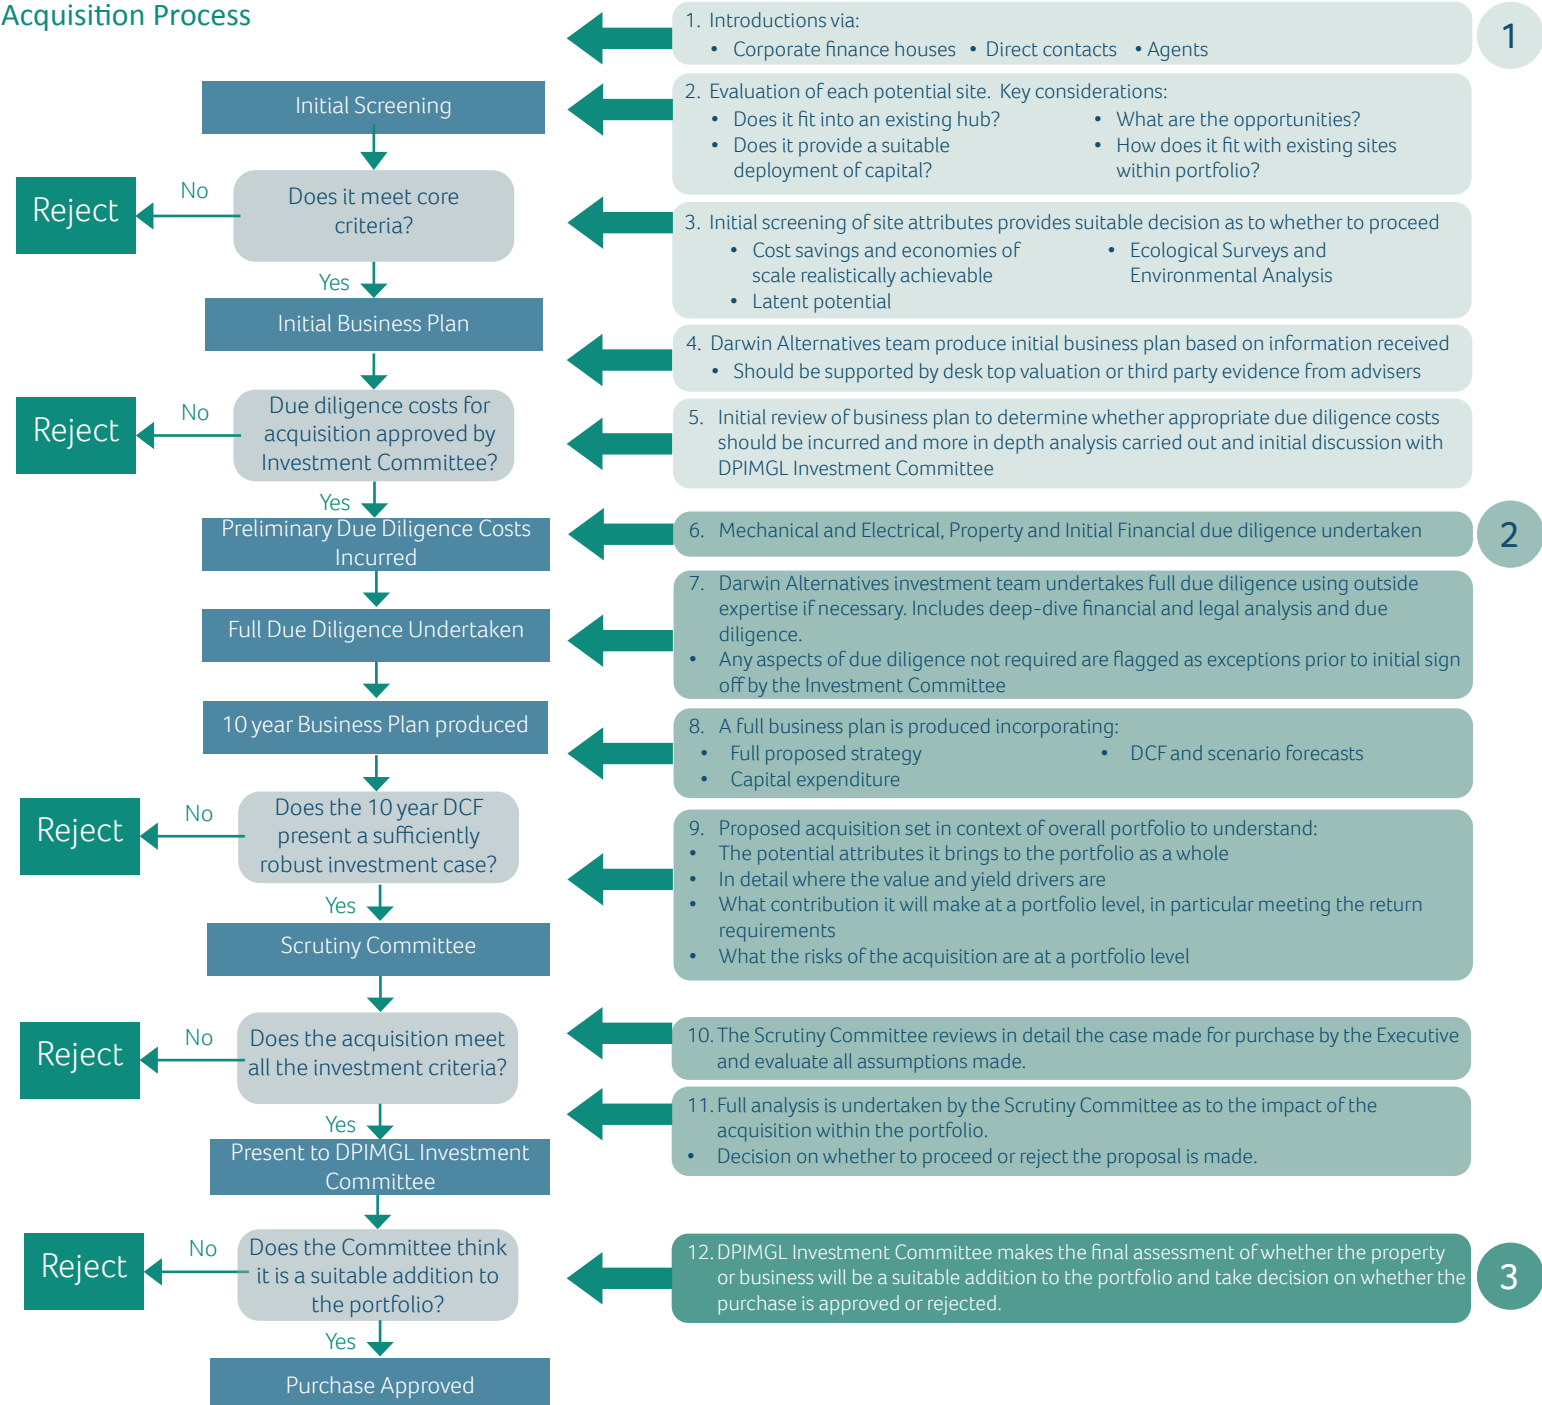 Acquisition Process
1. Introductions via:
• Corporate finance houses • Direct contacts • Agents
1
Initial Screening
2. Evaluation of each potential site. Key considerations:
• Does it fit into an existing hub?
• Does it provide a suitable
deployment of capital?
• What are the opportunities?
• How does it fit with existing sites
within portfolio?
Reject
No
Does it meet core
criteria?
Yes
3. Initial screening of site attributes provides suitable decision as to whether to proceed
• Cost savings and economies of
scale realistically achievable
• Latent potential
• Ecological Surveys and
Environmental Analysis
Initial Business Plan
4. Darwin Alternatives team produce initial business plan based on information received
• Should be supported by desk top valuation or third party evidence from advisers
Reject
No
Due diligence costs for
acquisition approved by
Investment Committee?
Yes
5. Initial review of business plan to determine whether appropriate due diligence costs
should be incurred and more in depth analysis carried out and initial discussion with
DPIMGL Investment Committee
Preliminary Due Diligence Costs
Incurred
6. Mechanical and Electrical, Property and Initial Financial due diligence undertaken
2
Full Due Diligence Undertaken
7. Darwin Alternatives investment team undertakes full due diligence using outside
expertise if necessary. Includes deep-dive financial and legal analysis and due
diligence.
• Any aspects of due diligence not required are flagged as exceptions prior to initial sign
off by the Investment Committee
10 year Business Plan produced
8. A full business plan is produced incorporating:
• Full proposed strategy
• Capital expenditure
• DCF and scenario forecasts
Reject
No
Does the 10 year DCF
present a sufficiently
robust investment case?
Yes
9. Proposed acquisition set in context of overall portfolio to understand:
• The potential attributes it brings to the portfolio as a whole
• In detail where the value and yield drivers are
• What contribution it will make at a portfolio level, in particular meeting the return
requirements
• What the risks of the acquisition are at a portfolio level
Scrutiny Committee
Reject
No
Does the acquisition meet
all the investment criteria?
Yes
10. The Scrutiny Committee reviews in detail the case made for purchase by the Executive
and evaluate all assumptions made.
11. Full analysis is undertaken by the Scrutiny Committee as to the impact of the
acquisition within the portfolio.
• Decision on whether to proceed or reject the proposal is made.
Present to DPIMGL Investment
Committee
Reject
No
Does the Committee think
it is a suitable addition to
the portfolio?
Yes
12. DPIMGL Investment Committee makes the final assessment of whether the property
or business will be a suitable addition to the portfolio and take decision on whether the
purchase is approved or rejected.
3
Purchase Approved